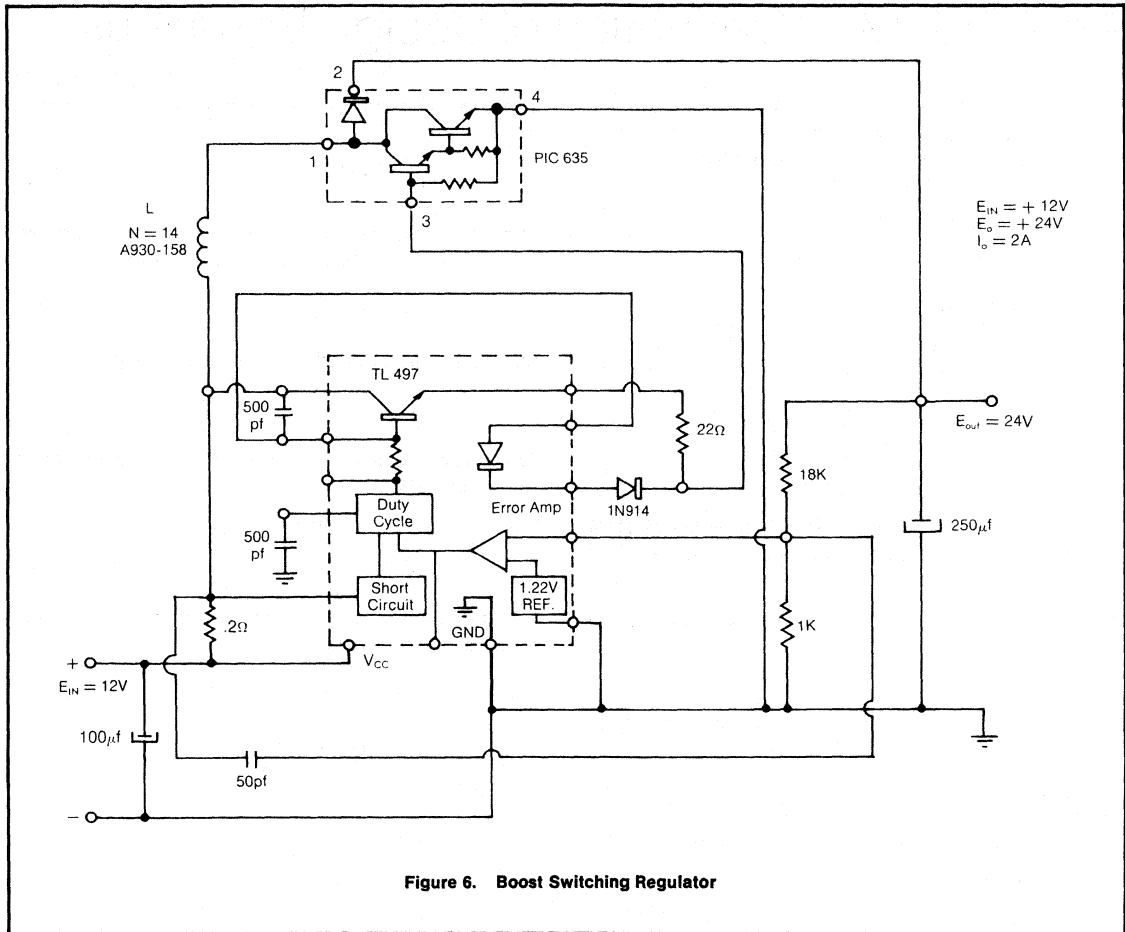 2
4
1
PIC 635
3
L
N = 14
A930-158
E_IN = + 12V
E_o = + 24V
I_o = 2A
TL 497
500
pf
22Ω
E_out = 24V
18K
Error Amp
1N914
Duty
Cycle
500
pf
250µf
Short
Circuit
1.22V
REF.
.2Ω
GND
1K
+
V_CC
E_IN = 12V
100µf
50pf
−
Figure 6. Boost Switching Regulator